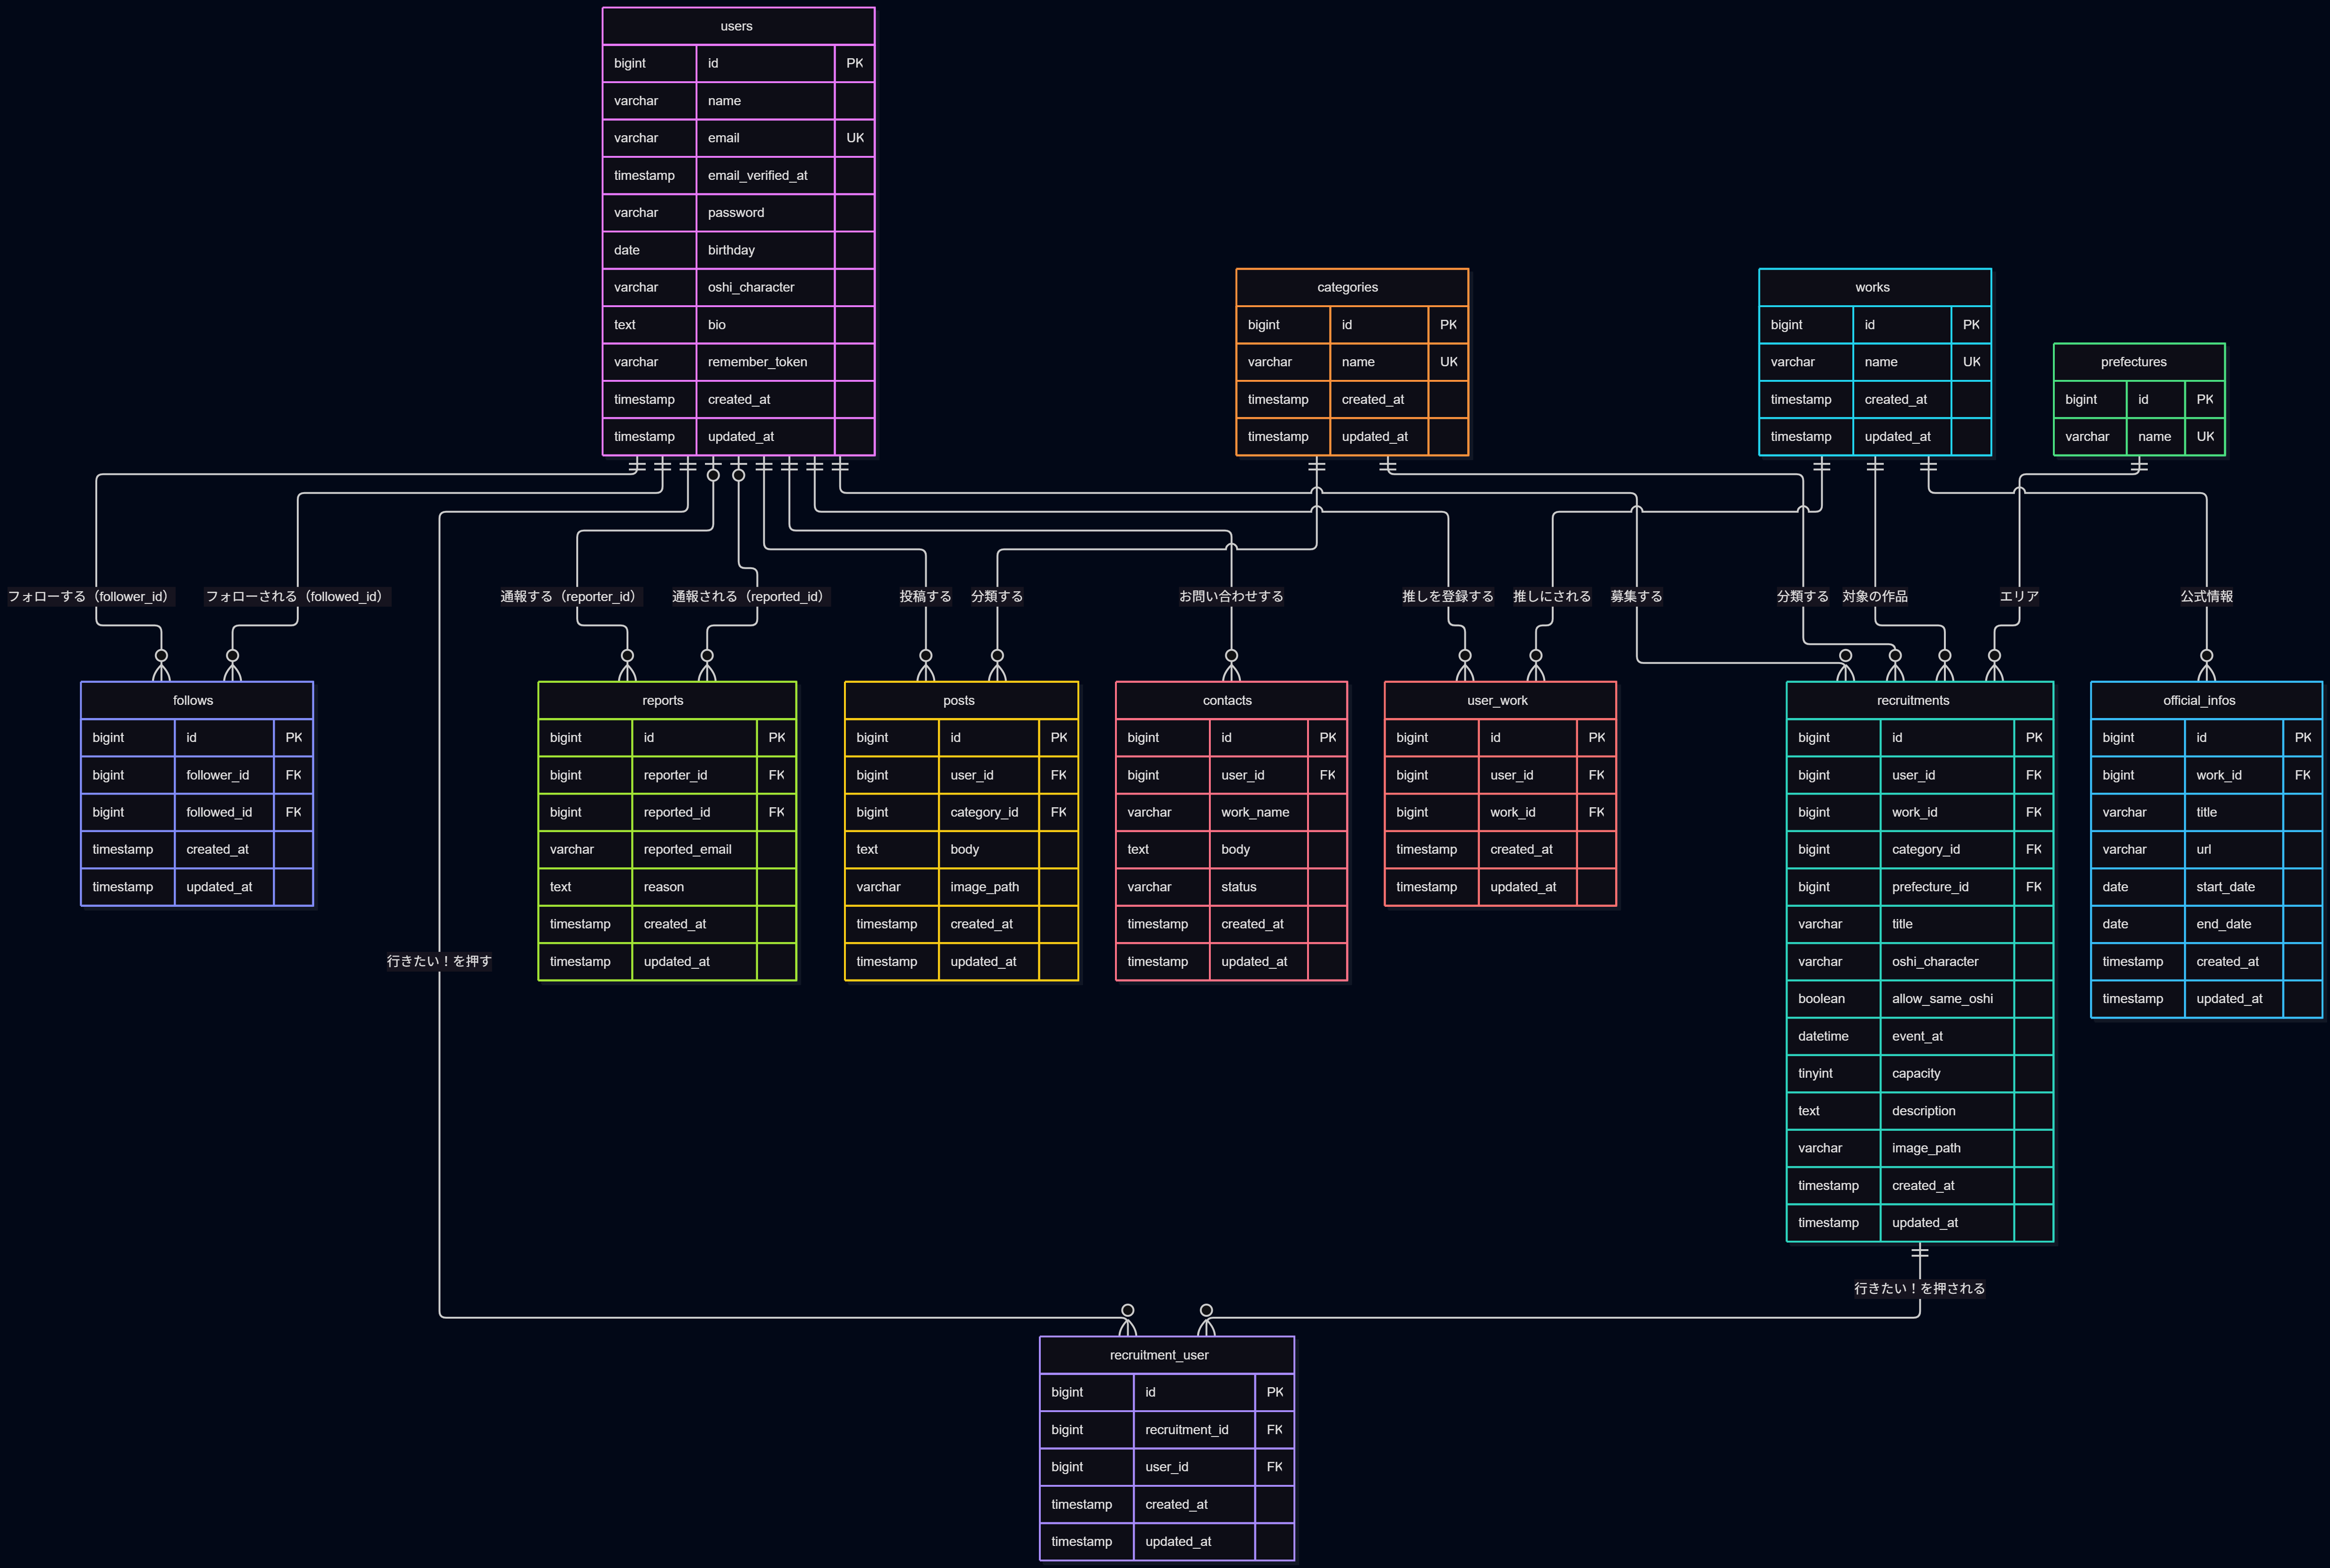 users
bigint id PK
varchar name
varchar email UK
timestamp email_verified_at
varchar password
date birthday
varchar oshi_character
text bio
varchar remember_token
timestamp created_at
timestamp updated_at
categories
bigint id PK
varchar name UK
timestamp created_at
timestamp updated_at
works
bigint id PK
varchar name UK
timestamp created_at
timestamp updated_at
prefectures
bigint id PK
varchar name UK
フォローする（follower_id）
フォローされる（followed_id）
通報する（reporter_id）
通報される（reported_id）
投稿する
分類する
お問い合わせする
推しを登録する
推しにされる
募集する
分類する
対象の作品
エリア
公式情報
follows
bigint id PK
bigint follower_id FK
bigint followed_id FK
timestamp created_at
timestamp updated_at
reports
bigint id PK
bigint reporter_id FK
bigint reported_id FK
varchar reported_email
text reason
timestamp created_at
timestamp updated_at
posts
bigint id PK
bigint user_id FK
bigint category_id FK
text body
varchar image_path
timestamp created_at
timestamp updated_at
contacts
bigint id PK
bigint user_id FK
varchar work_name
text body
varchar status
timestamp created_at
timestamp updated_at
user_work
bigint id PK
bigint user_id FK
bigint work_id FK
timestamp created_at
timestamp updated_at
recruitments
bigint id PK
bigint user_id FK
bigint work_id FK
bigint category_id FK
bigint prefecture_id FK
varchar title
varchar oshi_character
boolean allow_same_oshi
datetime event_at
tinyint capacity
text description
varchar image_path
timestamp created_at
timestamp updated_at
official_infos
bigint id PK
bigint work_id FK
varchar title
varchar url
date start_date
date end_date
timestamp created_at
timestamp updated_at
行きたい！を押す
行きたい！を押される
recruitment_user
bigint id PK
bigint recruitment_id FK
bigint user_id FK
timestamp created_at
timestamp updated_at